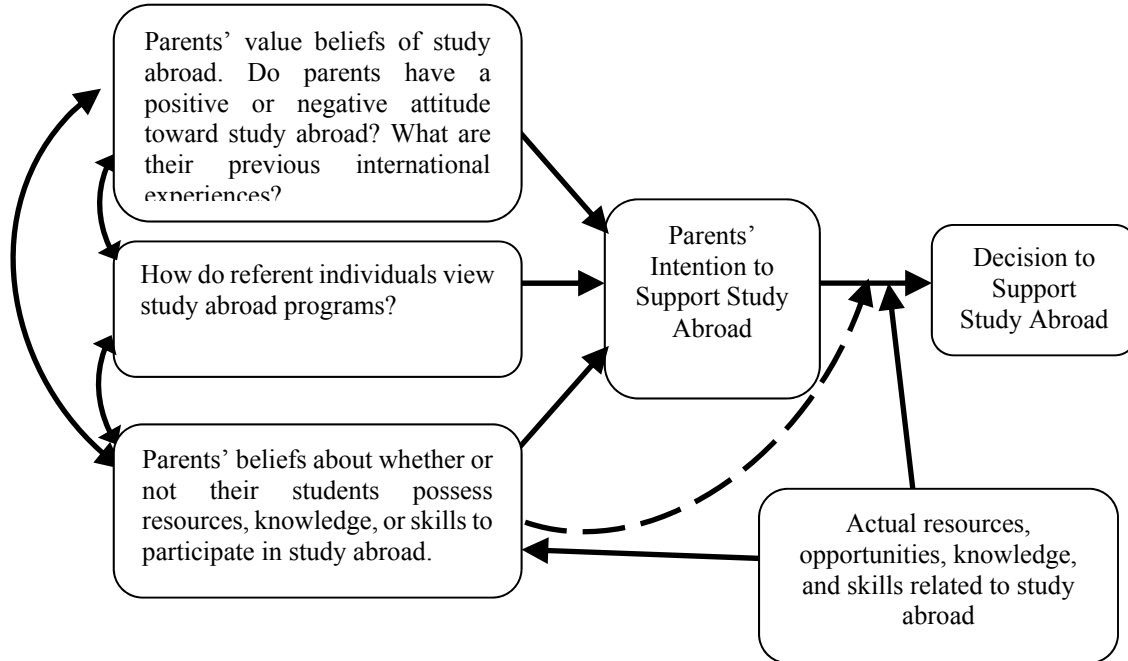 Parents’ value beliefs of study
abroad. Do parents have a
positive or negative attitude
toward study abroad? What are
their previous international
experiences?
How do referent individuals view
study abroad programs?
Parents’ beliefs about whether or
not their students possess
resources, knowledge, or skills to
participate in study abroad.
Parents’
Intention to
Support Study
Abroad
Decision to
Support
Study Abroad
Actual resources,
opportunities, knowledge,
and skills related to study
abroad